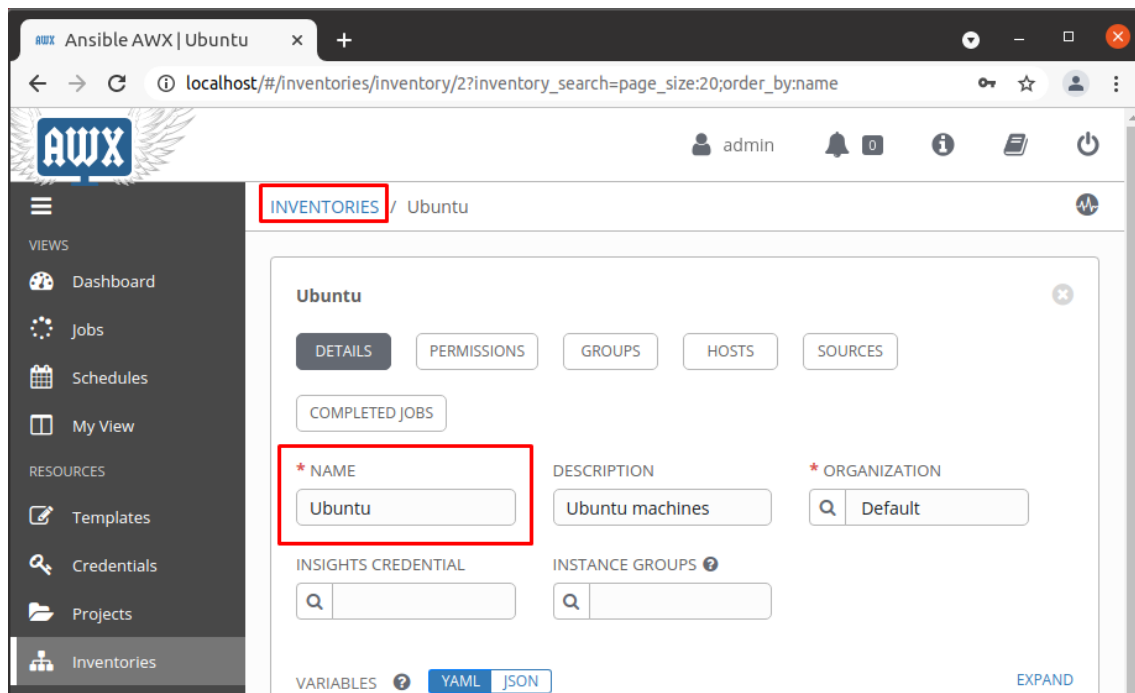 AWX Ansible AWX | Ubuntu
localhost/#/inventories/inventory/2?inventory_search=page_size:20;order_by:name
AWX
admin
0
INVENTORIES / Ubuntu
VIEWS
Dashboard
Jobs
Schedules
My View
RESOURCES
Templates
Credentials
Projects
Inventories
Ubuntu
DETAILS PERMISSIONS GROUPS HOSTS SOURCES
COMPLETED JOBS
* NAME DESCRIPTION * ORGANIZATION
Ubuntu Ubuntu machines Default
INSIGHTS CREDENTIAL INSTANCE GROUPS
VARIABLES YAML JSON EXPAND